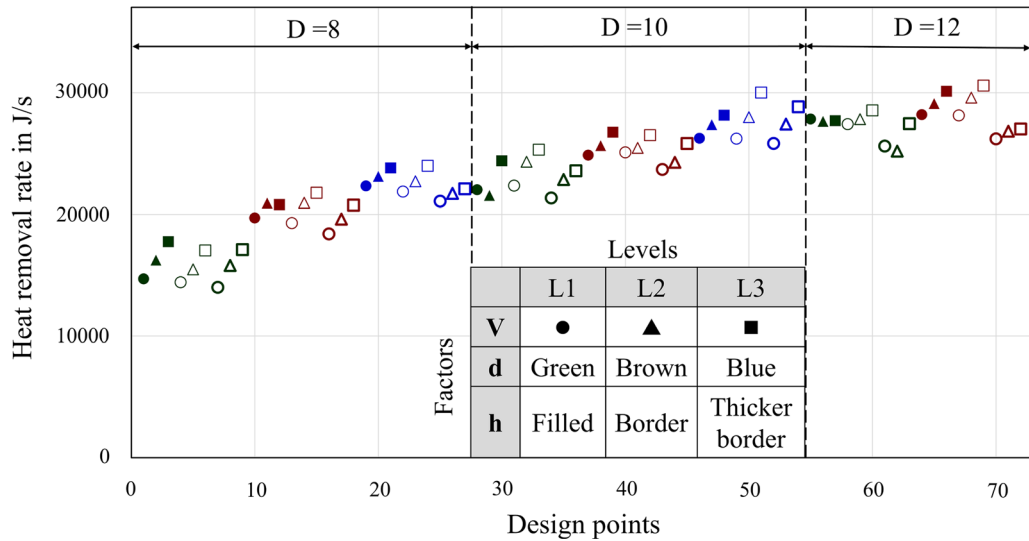 D =8 D =10 D =12
30000
20000
10000
0
Heat removal rate in J/s
Levels
Factors
L1 L2 L3
V
d Green Brown Blue
h Filled Border Thicker
border
0 10 20 30 40 50 60 70
Design points